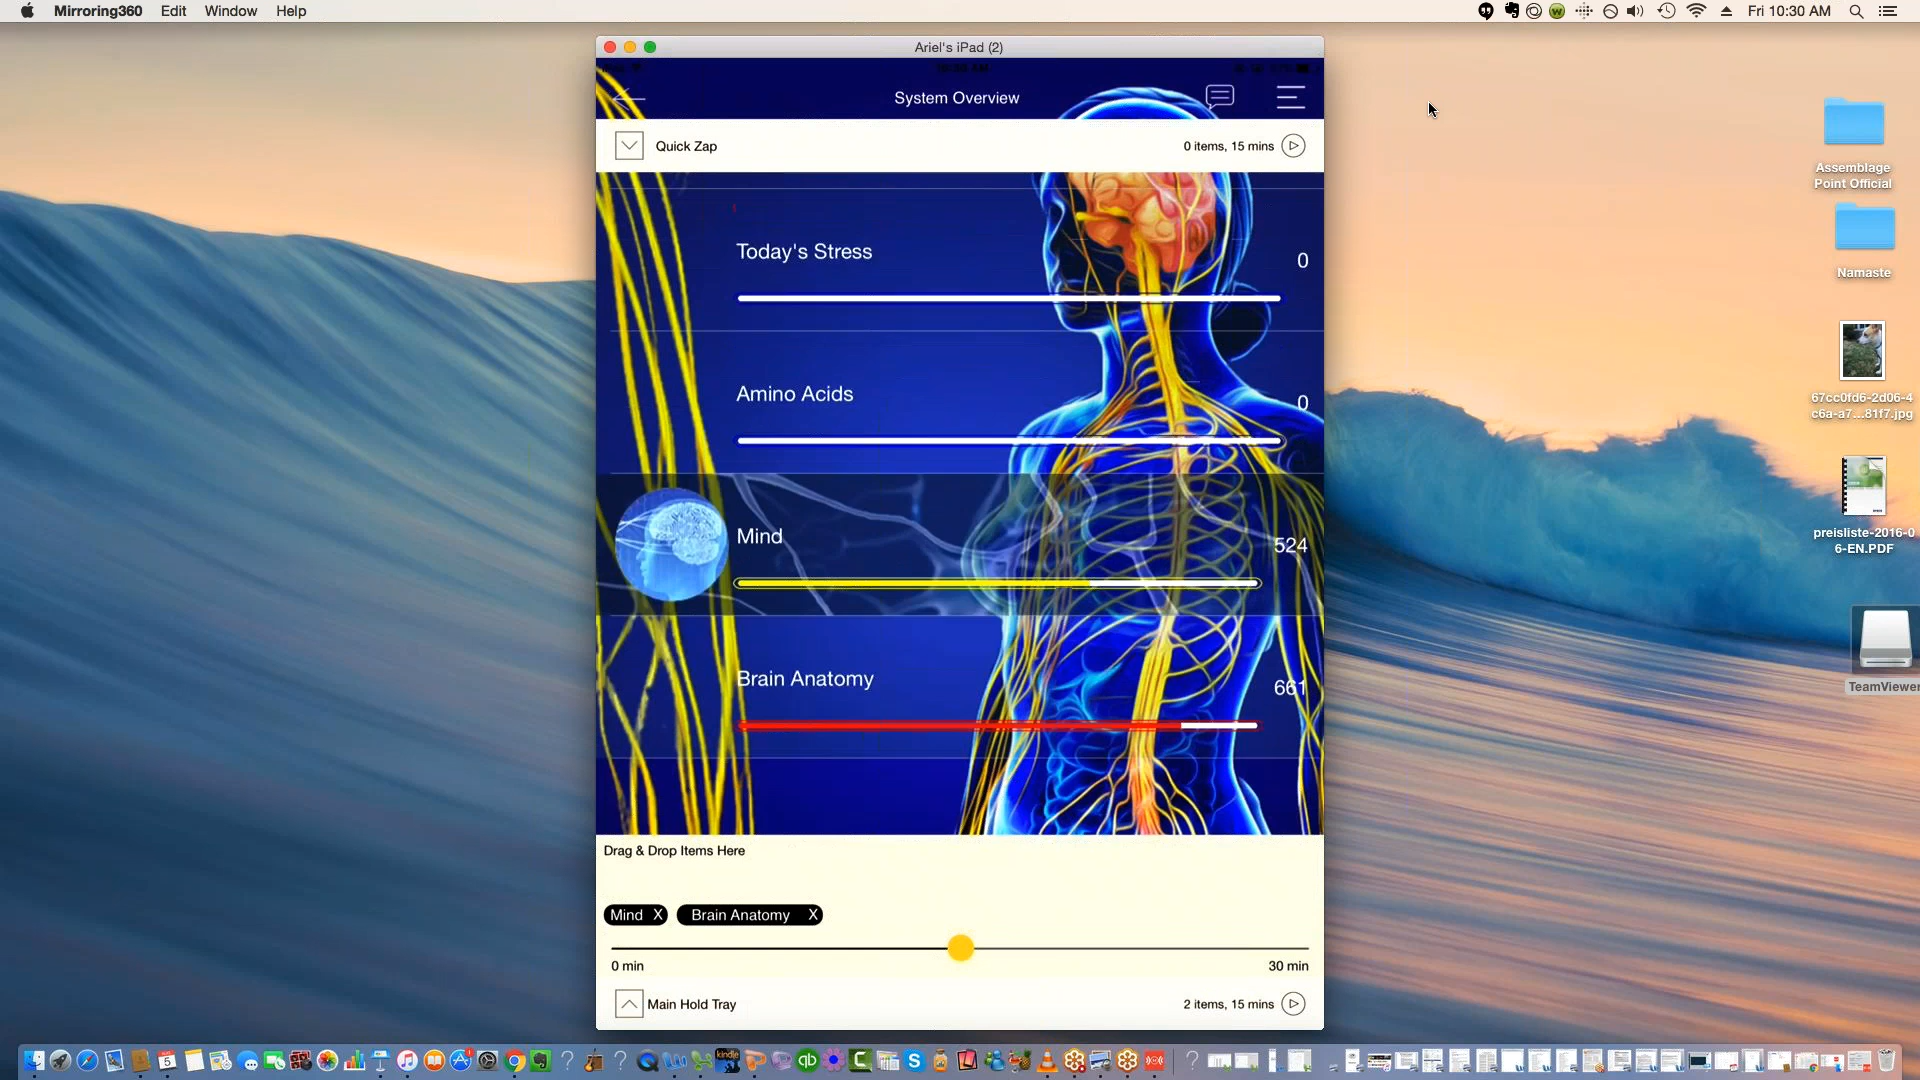 Mirroring360 Edit Window Help
Fri 10:30 AM
Ariel's iPad (2)
System Overview
Quick Zap
0 items, 15 mins
Today's Stress
0
Amino Acids
0
Mind
524
Brain Anatomy
661
Drag & Drop Items Here
Mind X
Brain Anatomy X
0 min
30 min
Main Hold Tray
2 items, 15 mins
Assemblage
Point Official
Namaste
67cc0fd6-2d06-4
c6a-a7...81f7.jpg
preisliste-2016-0
6-EN.PDF
TeamViewer
kindle